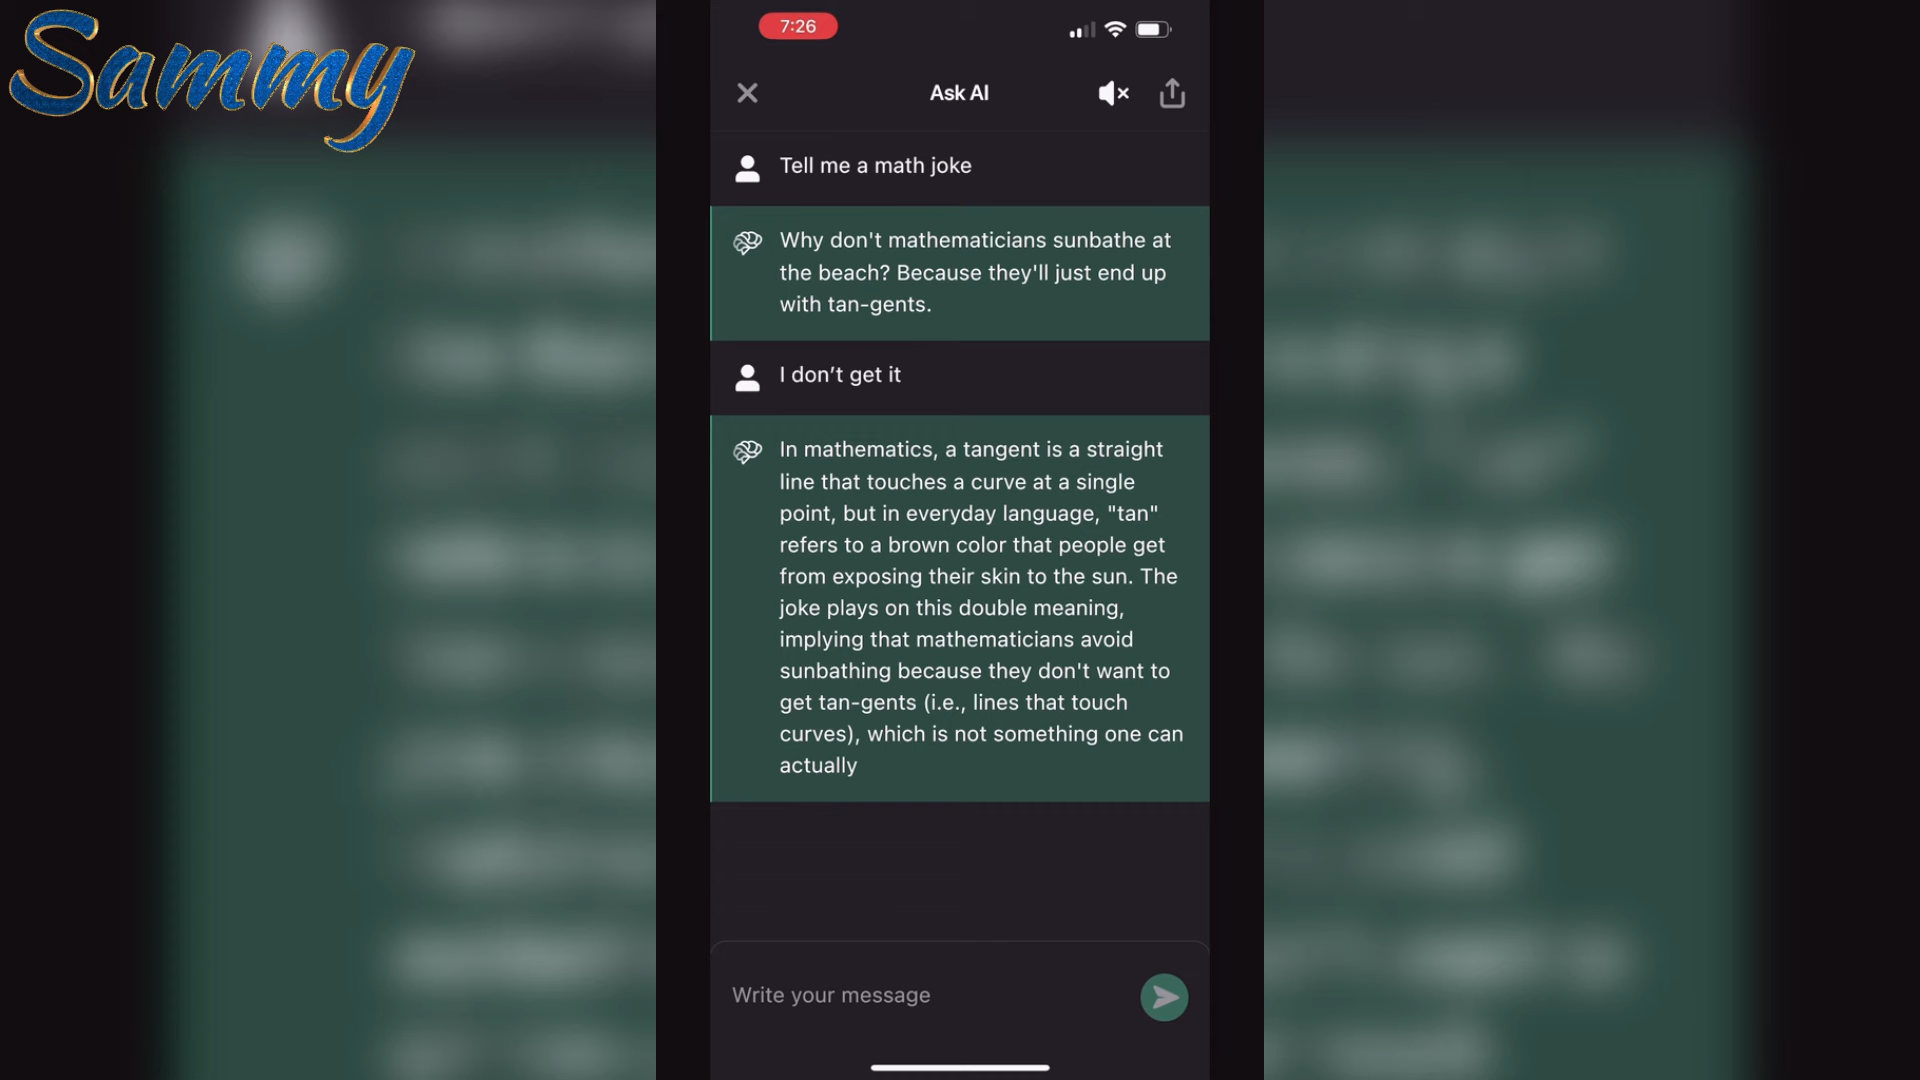 Sammy
7:26
Ask AI
Tell me a math joke
Why don't mathematicians sunbathe at
the beach? Because they'll just end up
with tan-gents.
I don’t get it
In mathematics, a tangent is a straight
line that touches a curve at a single
point, but in everyday language, "tan"
refers to a brown color that people get
from exposing their skin to the sun. The
joke plays on this double meaning,
implying that mathematicians avoid
sunbathing because they don't want to
get tan-gents (i.e., lines that touch
curves), which is not something one can
actually
Write your message